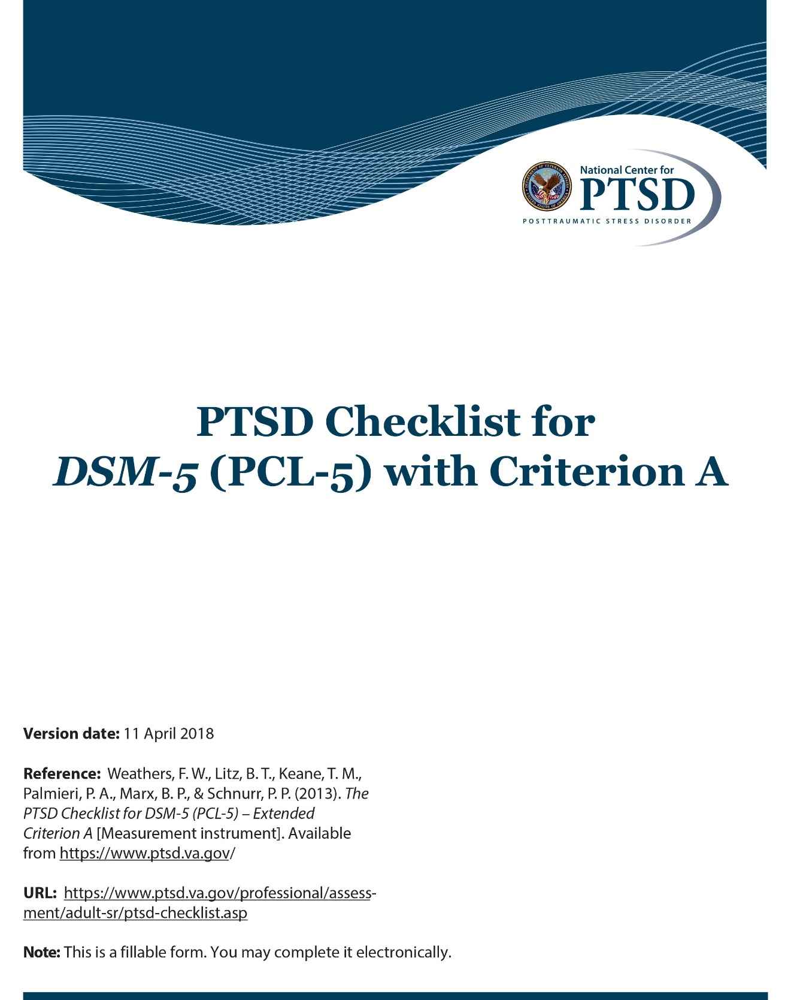 National Center for
PTSD
POSTTRAUMATIC STRESS DISORDER
PTSD Checklist for
DSM-5 (PCL-5) with Criterion A
Version date: 11 April 2018
Reference: Weathers, F. W., Litz, B. T., Keane, T. M.,
Palmieri, P. A., Marx, B. P., & Schnurr, P. P. (2013). The
PTSD Checklist for DSM-5 (PCL-5) – Extended
Criterion A [Measurement instrument]. Available
from https://www.ptsd.va.gov/
URL: https://www.ptsd.va.gov/professional/assess-
ment/adult-sr/ptsd-checklist.asp
Note: This is a fillable form. You may complete it electronically.